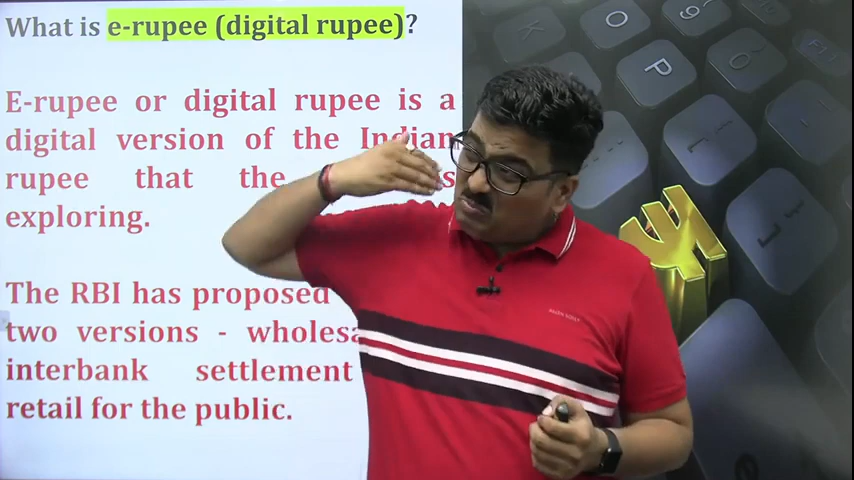 What is e-rupee (digital rupee)?
E-rupee or digital rupee is a
digital version of the Indian
rupee that the
exploring.
The RBI has proposed
two versions - wholesa
interbank settlement
retail for the public.